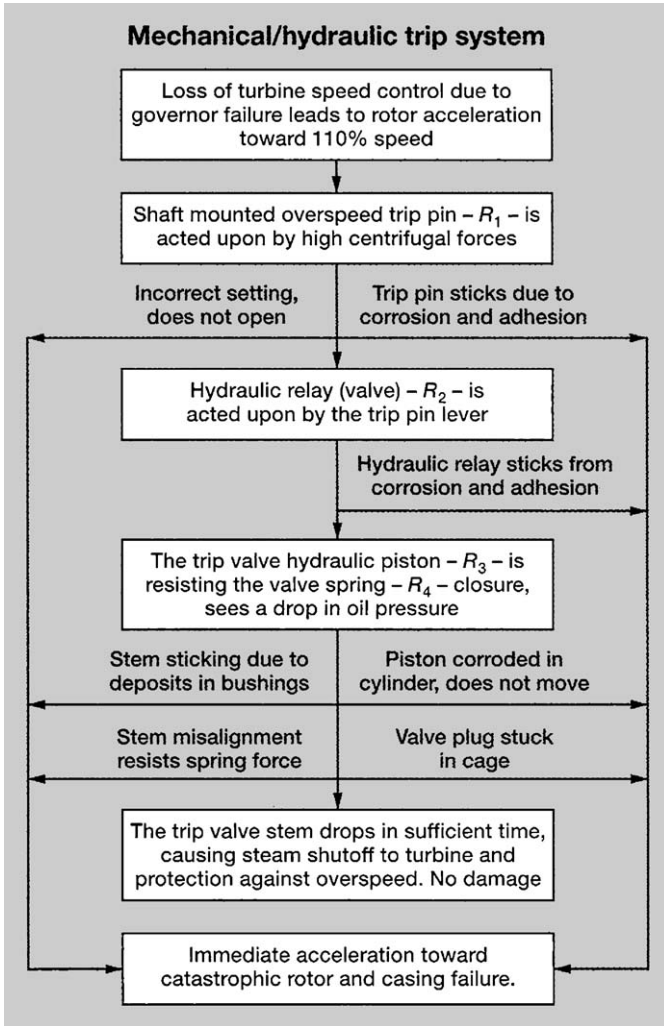 Mechanical/hydraulic trip system
Loss of turbine speed control due to
governor failure leads to rotor acceleration
toward 110% speed
Shaft mounted overspeed trip pin – R₁ – is
acted upon by high centrifugal forces
Incorrect setting,
does not open
Trip pin sticks due to
corrosion and adhesion
Hydraulic relay (valve) – R₂ – is
acted upon by the trip pin lever
Hydraulic relay sticks from
corrosion and adhesion
The trip valve hydraulic piston – R₃ – is
resisting the valve spring – R₄ – closure,
sees a drop in oil pressure
Stem sticking due to
deposits in bushings
Piston corroded in
cylinder, does not move
Stem misalignment
resists spring force
Valve plug stuck
in cage
The trip valve stem drops in sufficient time,
causing steam shutoff to turbine and
protection against overspeed. No damage
Immediate acceleration toward
catastrophic rotor and casing failure.